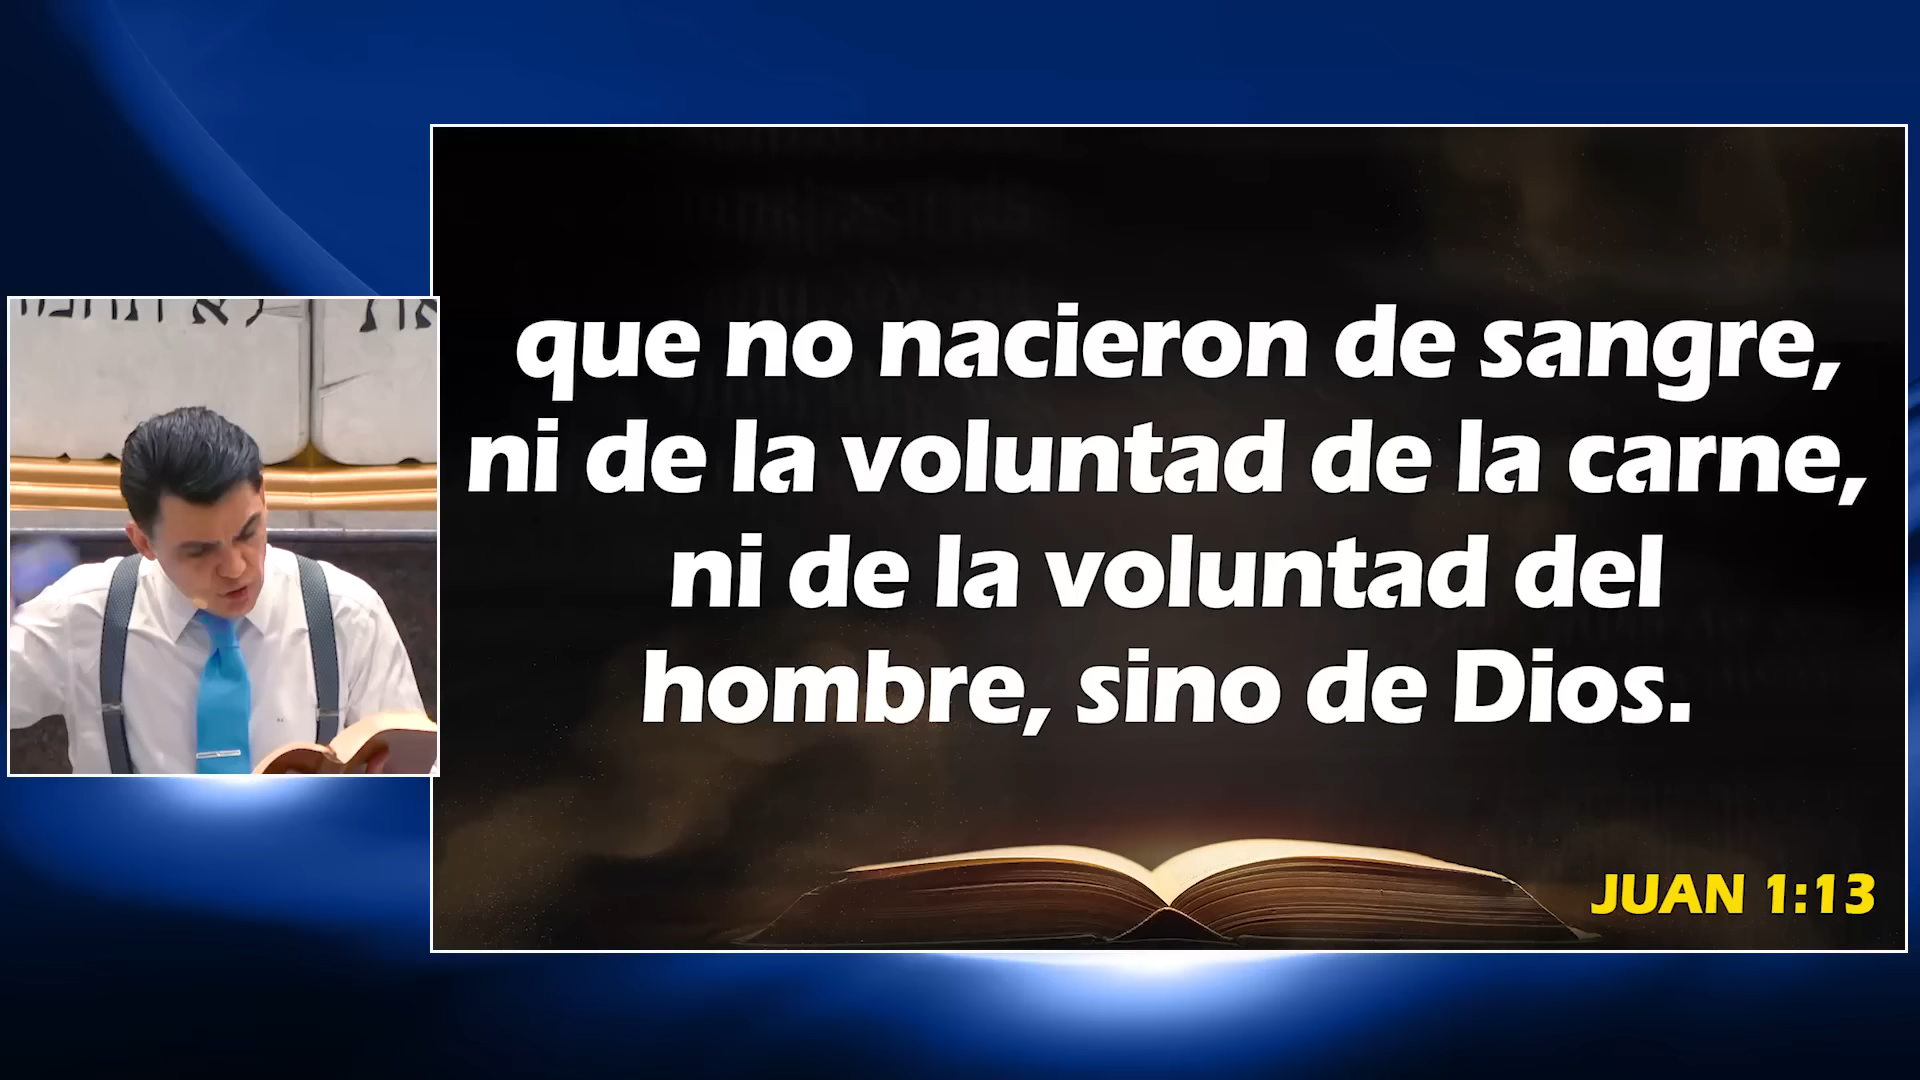 que no nacieron de sangre,
ni de la voluntad de la carne,
ni de la voluntad del
hombre, sino de Dios.
JUAN 1:13